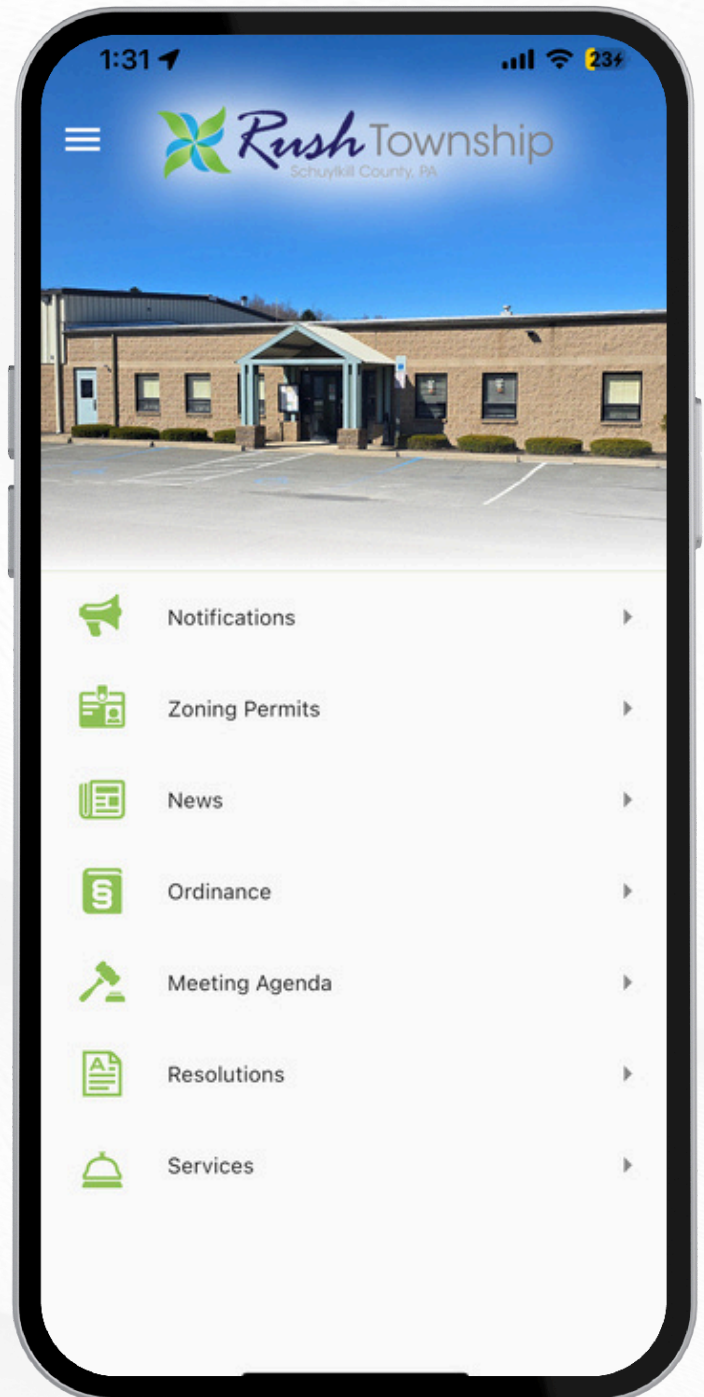 1:31
23
Rush Township
Schuylkill County, PA
Notifications
Zoning Permits
News
Ordinance
Meeting Agenda
Resolutions
Services